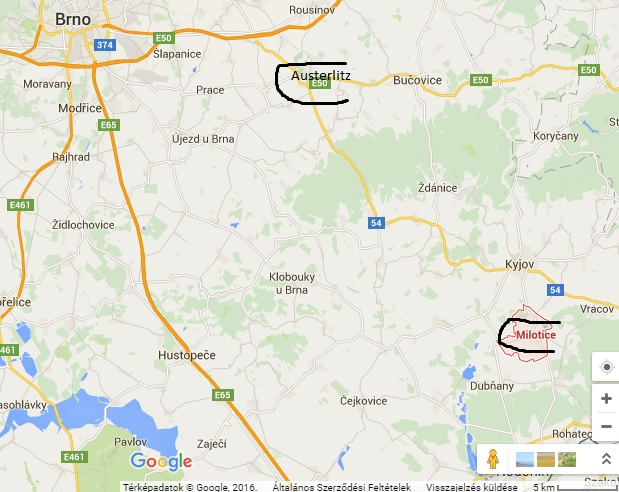 Rousínov
Brno
E50
374
Šlapanice
Austerlitz
E50
Bučovice
E50
E50
Moravany
Prace
Modřice
E65
Újezd u Brna
Koryčany
Rajhrad
Ždánice
E461
Židlochovice
54
Kyjov
Klobouky
u Brna
54
Vracov
Milotice
461
Hustopeče
Dubňany
E65
Čejkovice
Pavlov
Zaječí
E461
Google
Térképadatok © Google, 2016.
Általános Szerződési Feltételek
Visszajelzés küldése
5 km